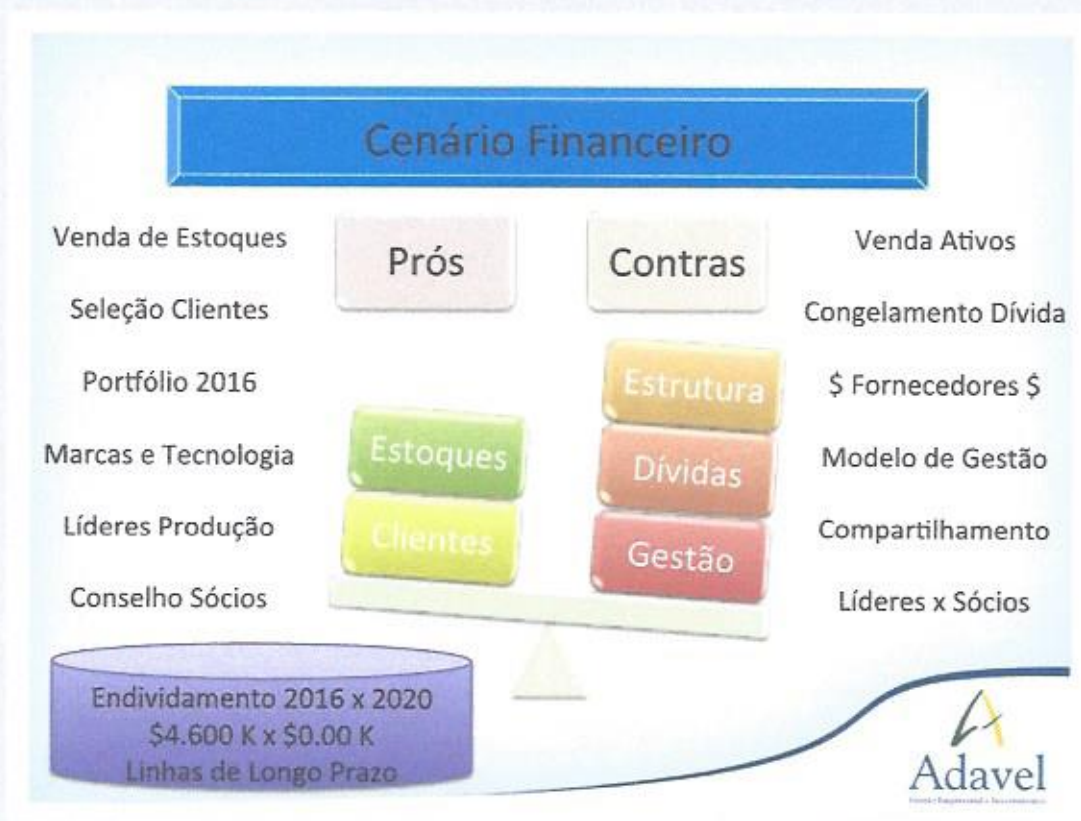 Cenário Financeiro
Venda de Estoques
Seleção Clientes
Portfólio 2016
Marcas e Tecnologia
Líderes Produção
Conselho Sócios
Prós
Contras
Estoques
Clientes
Estrutura
Dívidas
Gestão
Venda Ativos
Congelamento Dívida
$ Fornecedores $
Modelo de Gestão
Compartilhamento
Líderes x Sócios
Endividamento 2016 x 2020
$4.600 K x $0.00 K
Linhas de Longo Prazo
Adavel